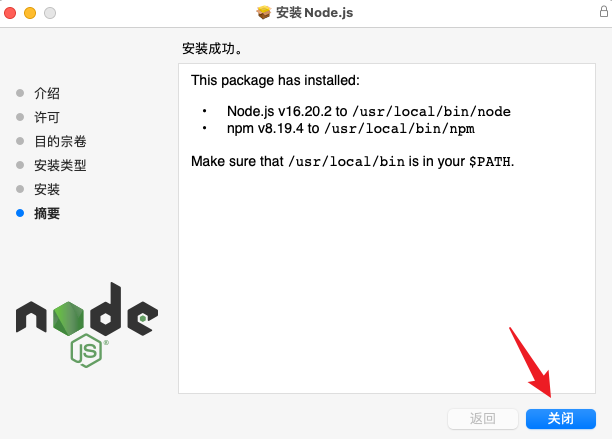 安装 Node.js
安装成功。
介绍
许可
目的宗卷
安装类型
安装
摘要
This package has installed:
• Node.js v16.20.2 to /usr/local/bin/node
• npm v8.19.4 to /usr/local/bin/npm
Make sure that /usr/local/bin is in your $PATH.
node
JS®
返回
关闭